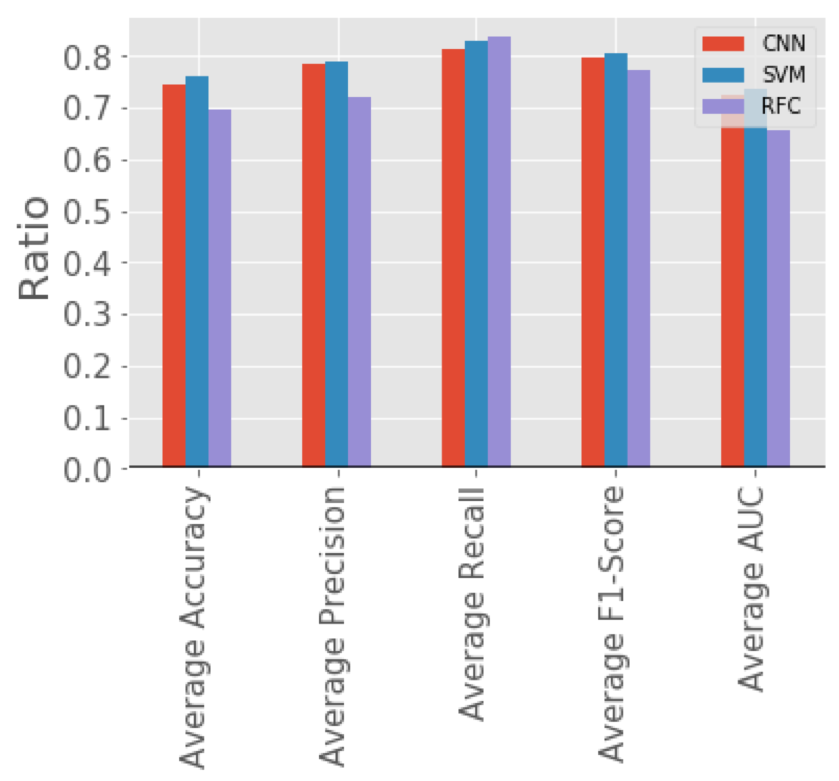 CNN
SVM
RFC
Ratio
0.8
0.7
0.6
0.5
0.4
0.3
0.2
0.1
0.0
Average Accuracy
Average Precision
Average Recall
Average F1-Score
Average AUC